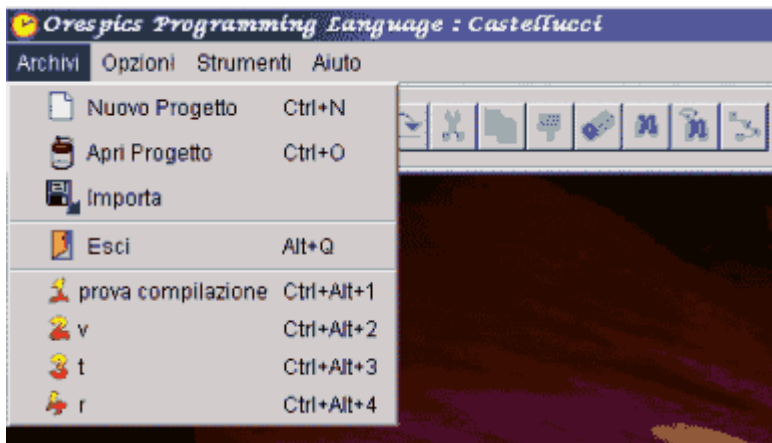 Orespics Programming Language : Castellucci
Archivi Opzioni Strumenti Aiuto
Nuovo Progetto Ctrl+N
Apri Progetto Ctrl+O
Importa
Esci Alt+Q
prova compilazione Ctrl+Alt+1
v Ctrl+Alt+2
t Ctrl+Alt+3
r Ctrl+Alt+4